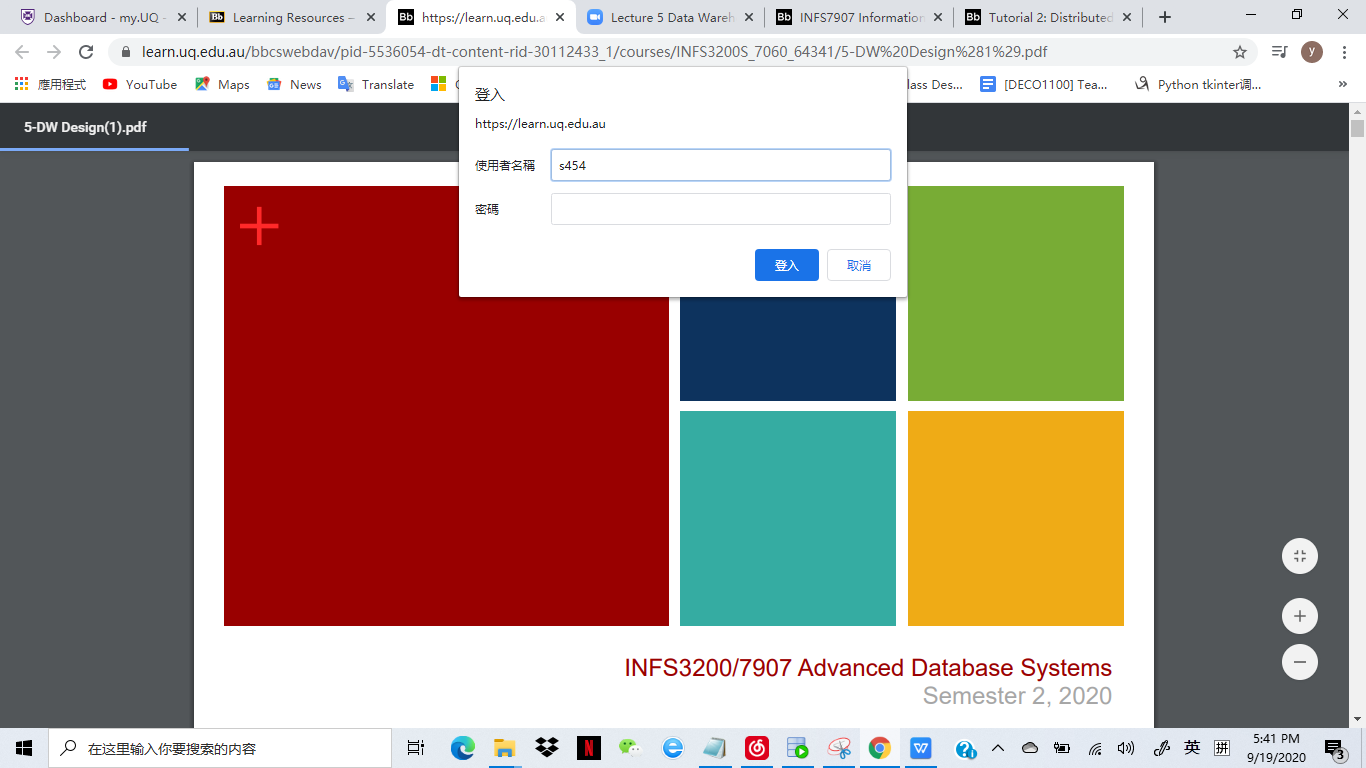 Dashboard - my.UQ -
Learning Resources –
https://learn.uq.edu.a
Lecture 5 Data Wareh
INFS7907 Information
Tutorial 2: Distributed
learn.uq.edu.au/bbcswebdav/pid-5536054-dt-content-rid-30112433_1/courses/INFS3200S_7060_64341/5-DW%20Design%281%29.pdf
y
應用程式
YouTube
Maps
News
Translate
lass Des...
[DECO1100] Tea...
Python tkinter调...
»
5-DW Design(1).pdf
登入
https://learn.uq.edu.au
使用者名稱
s454
密碼
登入
取消
INFS3200/7907 Advanced Database Systems
Semester 2, 2020
在这里输入你要搜索的内容
英
拼
5:41 PM
9/19/2020
3